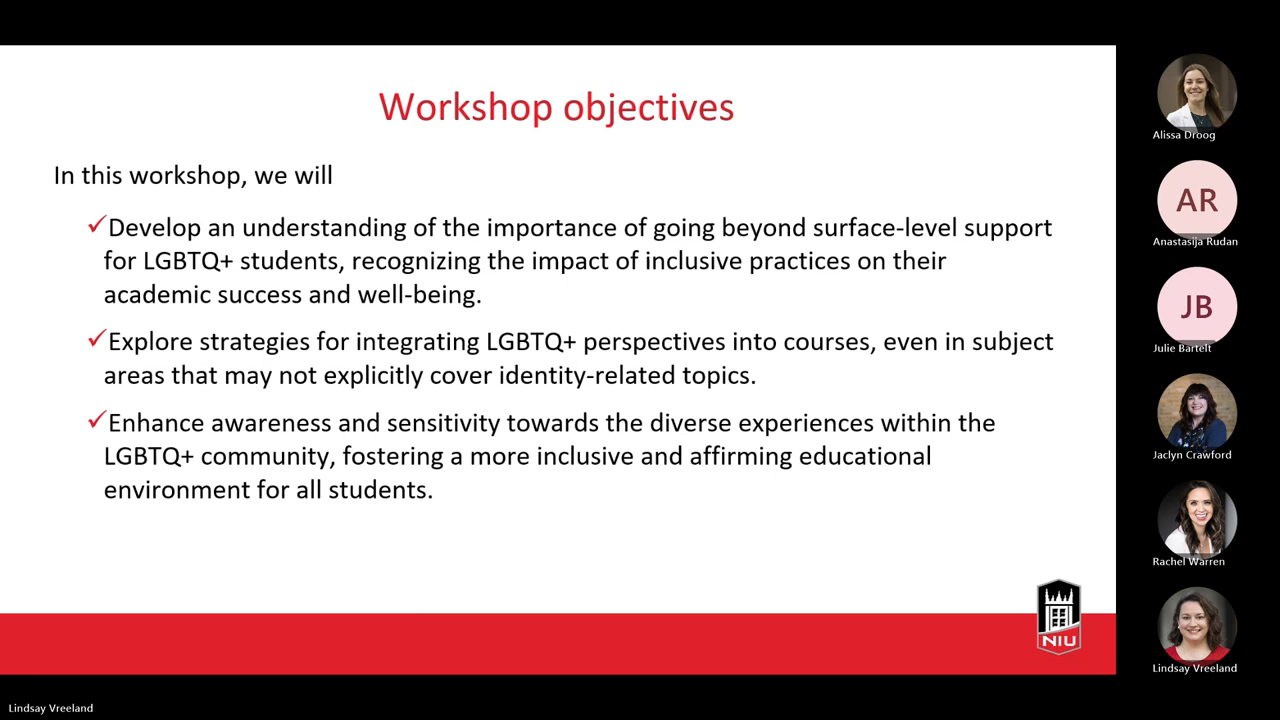 Workshop objectives
In this workshop, we will
✓Develop an understanding of the importance of going beyond surface-level support
for LGBTQ+ students, recognizing the impact of inclusive practices on their
academic success and well-being.
✓Explore strategies for integrating LGBTQ+ perspectives into courses, even in subject
areas that may not explicitly cover identity-related topics.
✓Enhance awareness and sensitivity towards the diverse experiences within the
LGBTQ+ community, fostering a more inclusive and affirming educational
environment for all students.
NIU
Alissa Droog
AR
Anastasija Rudan
JB
Julie Bartelt
Jaclyn Crawford
Rachel Warren
Lindsay Vreeland
Lindsay Vreeland